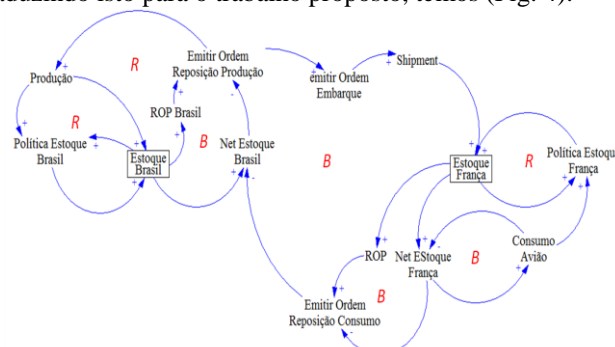 duzindo isto para o trabalho proposto, temos (Fig. 4).
Emitir Ordem
Reposição Produção
emitir Ordem
Embarque
Shipment
Produção
R
ROP Brasil
R
Política Estoque
Brasil
Estoque
Brasil
B
Net Estoque
Brasil
B
Estoque
França
R
Política Estoqu
França
ROP
Net EStoque
França
B
Consumo
Avião
B
Emitir Ordem
Reposição Consumo